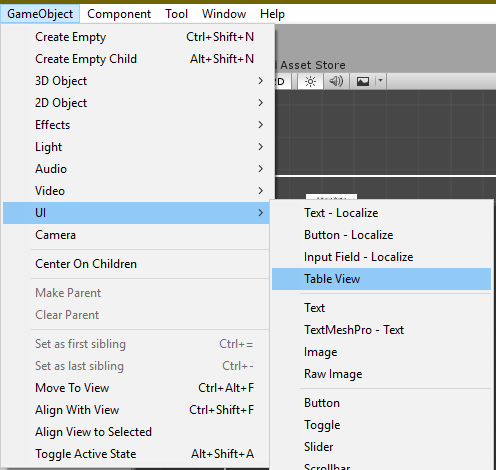 GameObject Component Tool Window Help
Create Empty Ctrl+Shift+N
Create Empty Child Alt+Shift+N
3D Object
Asset Store
2D Object
Effects
Light
Audio
Video
UI
Camera
Center On Children
Make Parent
Clear Parent
Set as first sibling Ctrl+=
Set as last sibling Ctrl+-
Move To View Ctrl+Alt+F
Align With View Ctrl+Shift+F
Align View to Selected
Toggle Active State Alt+Shift+A
Text - Localize
Button - Localize
Input Field - Localize
Table View
Text
TextMeshPro - Text
Image
Raw Image
Button
Toggle
Slider
Scrollbar